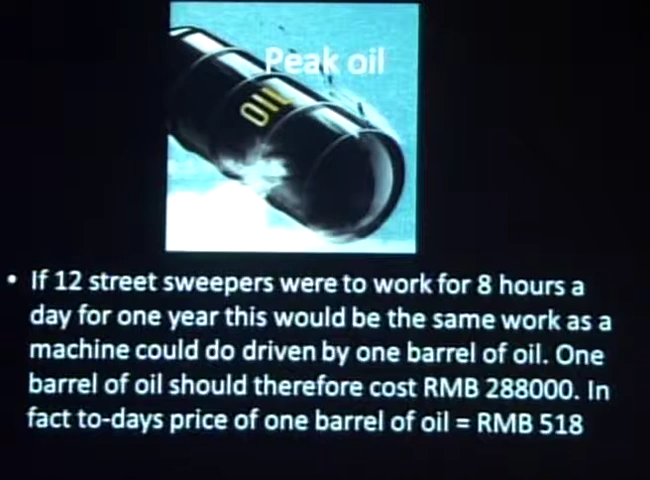 Peak oil
OIL
• If 12 street sweepers were to work for 8 hours a
day for one year this would be the same work as a
machine could do driven by one barrel of oil. One
barrel of oil should therefore cost RMB 288000. In
fact to-days price of one barrel of oil = RMB 518